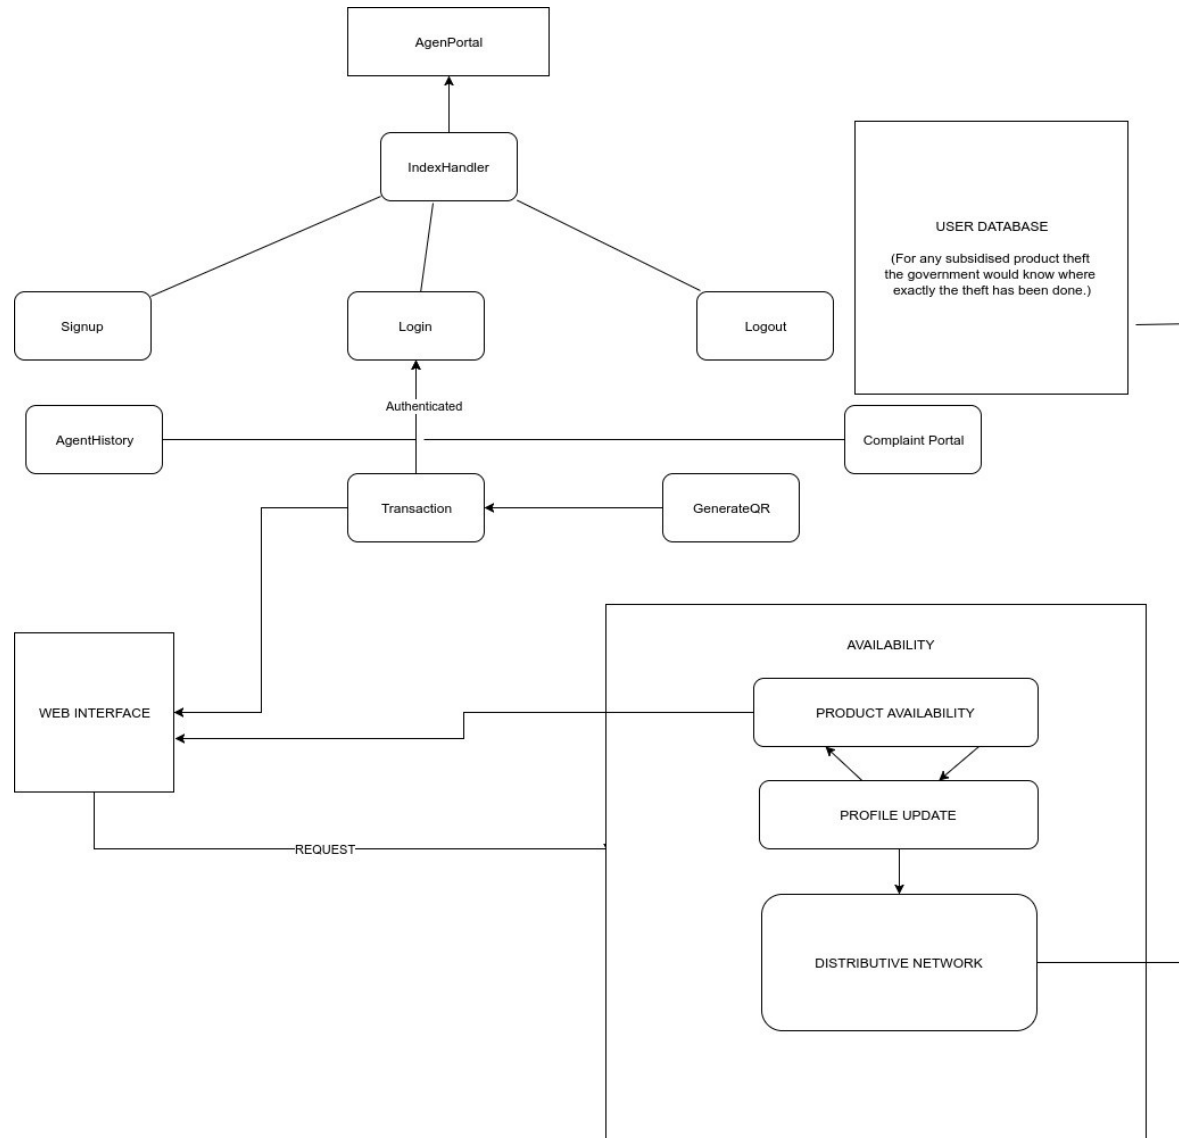 AgenPortal
IndexHandler
USER DATABASE
(For any subsidised product theft
the government would know where
exactly the theft has been done.)
Signup
Login
Logout
Authenticated
AgentHistory
Complaint Portal
Transaction
GenerateQR
AVAILABILITY
WEB INTERFACE
PRODUCT AVAILABILITY
PROFILE UPDATE
REQUEST
DISTRIBUTIVE NETWORK